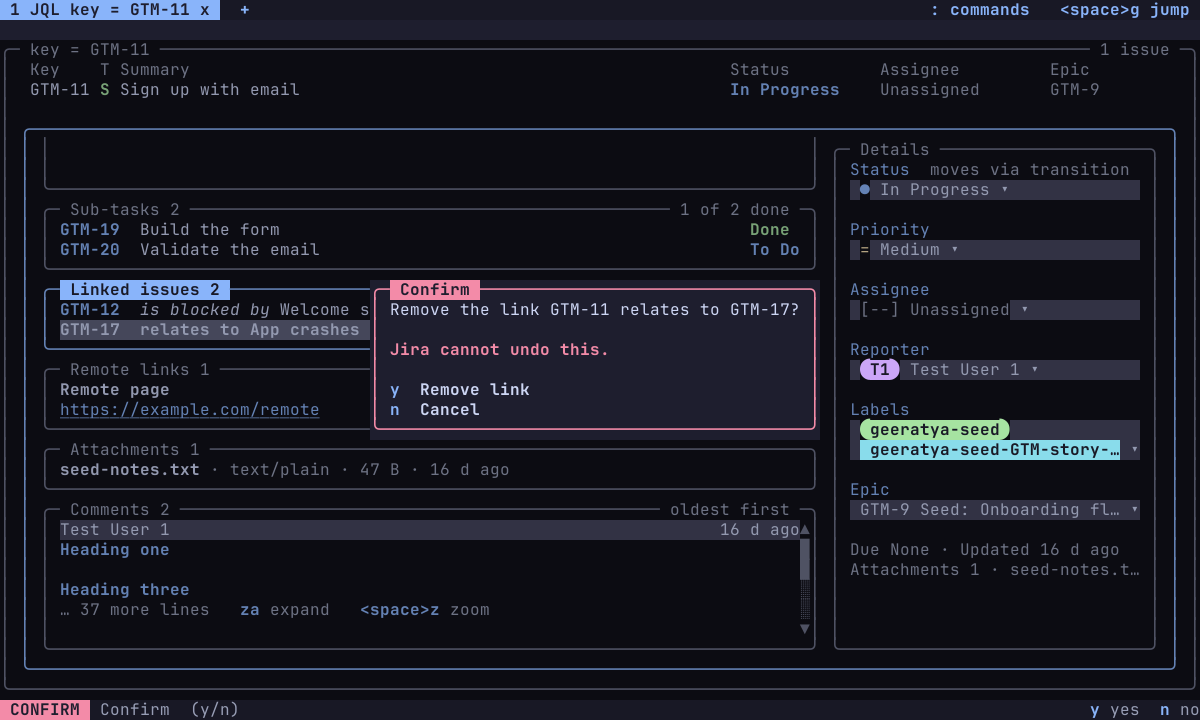 1 JQL key = GTM-11 x + : commands <space>g jump
key = GTM-11 1 issue
Key T Summary Status Assignee Epic
GTM-11 S Sign up with email In Progress Unassigned GTM-9
Sub-tasks 2 1 of 2 done
GTM-19 Build the form Done
GTM-20 Validate the email To Do
Linked issues 2
GTM-12 is blocked by Welcome s
GTM-17 relates to App crashes
Confirm
Remove the link GTM-11 relates to GTM-17?
Jira cannot undo this.
y Remove link
n Cancel
Remote links 1
Remote page
https://example.com/remote
Attachments 1
seed-notes.txt · text/plain · 47 B · 16 d ago
Comments 2 oldest first
Test User 1 16 d ago
Heading one
Heading three
… 37 more lines za expand <space>z zoom
Details
Status moves via transition
● In Progress ▾
Priority
= Medium ▾
Assignee
[--] Unassigned ▾
Reporter
T1 Test User 1 ▾
Labels
geeratya-seed
geeratya-seed-GTM-story-… ▾
Epic
GTM-9 Seed: Onboarding fl… ▾
Due None · Updated 16 d ago
Attachments 1 · seed-notes.t…
CONFIRM Confirm (y/n) y yes n no